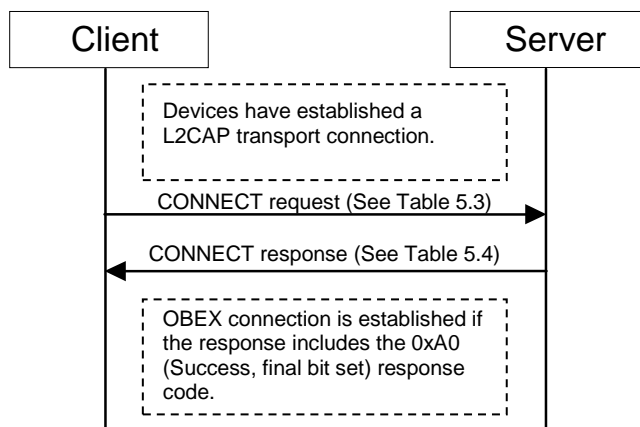 Client
Server
Devices have established a
L2CAP transport connection.
CONNECT request (See Table 5.3)
CONNECT response (See Table 5.4)
OBEX connection is established if
the response includes the 0xA0
(Success, final bit set) response
code.